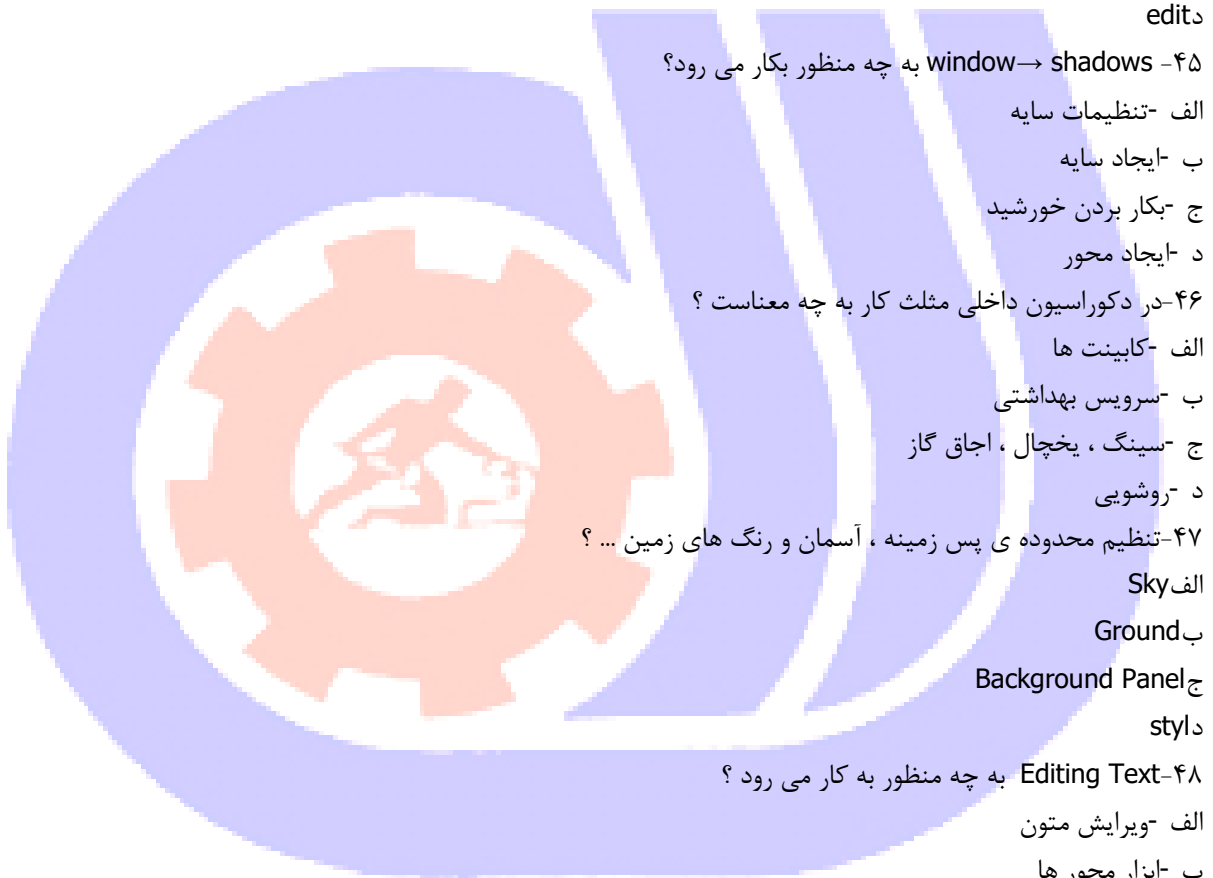 دedit
۴۵- window→ shadows به چه منظور بکار می رود؟
الف -تنظیمات سایه
ب -ایجاد سایه
ج -بکار بردن خورشید
د -ایجاد محور
۴۶-در دکوراسیون داخلی مثلث کار به چه معناست ؟
الف -کابینت ها
ب -سرویس بهداشتی
ج -سینگ ، یخچال ، اجاق گاز
د -روشویی
۴۷-تنظیم محدوده ی پس زمینه ، آسمان و رنگ های زمین ... ؟
الفSky
بGround
جBackground Panel
دstyl
۴۸-Editing Text به چه منظور به کار می رود ؟
الف -ویرایش متون
ب -ابزار محور ها